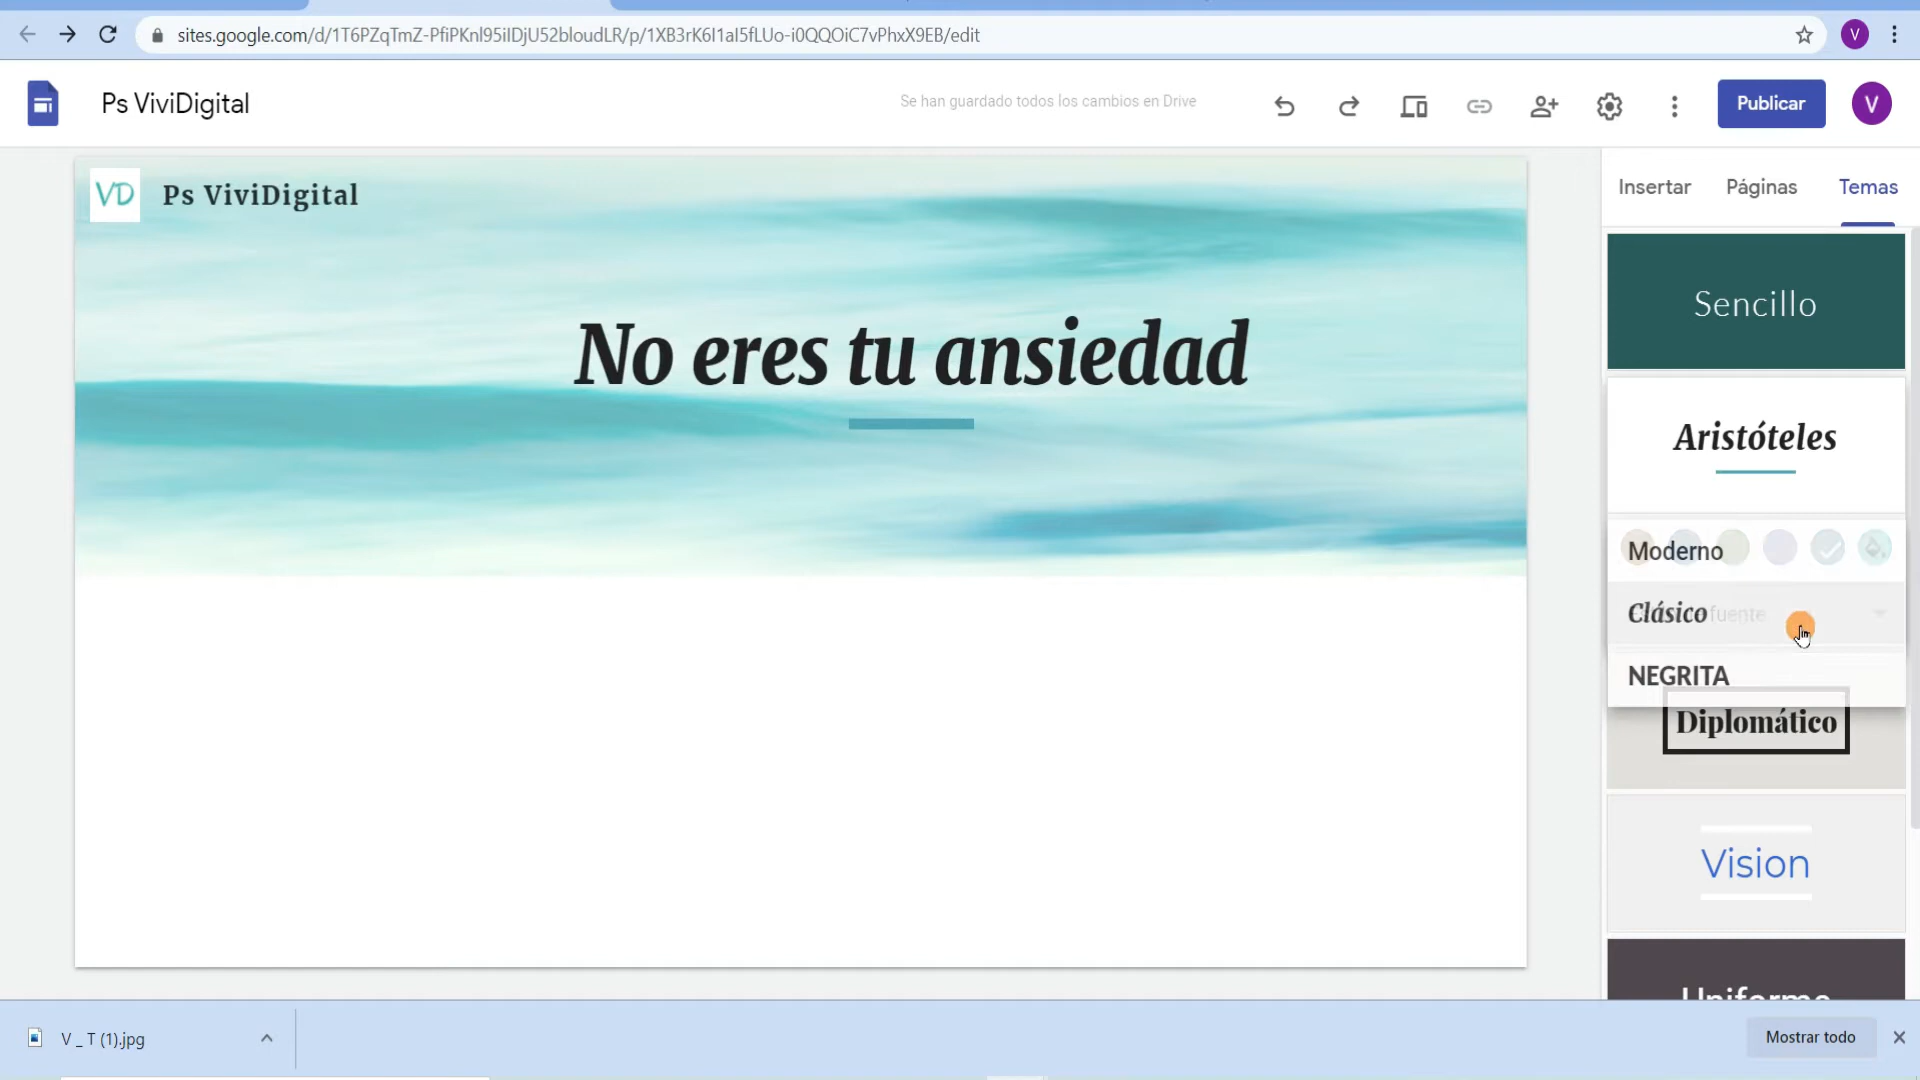 sites.google.com/d/1T6PZqTmZ-PfiPKnl95ilDjU52bloudLR/p/1XB3rK6I1aI5fLUo-i0QQOiC7vPhxX9EB/edit
V
Ps ViviDigital
Se han guardado todos los cambios en Drive
Publicar
V
Insertar
Páginas
Temas
VD
Ps ViviDigital
No eres tu ansiedad
Sencillo
Aristóteles
Moderno
Clásico
fuente
NEGRITA
Diplomático
Vision
Uniforme
V _ T (1).jpg
Mostrar todo